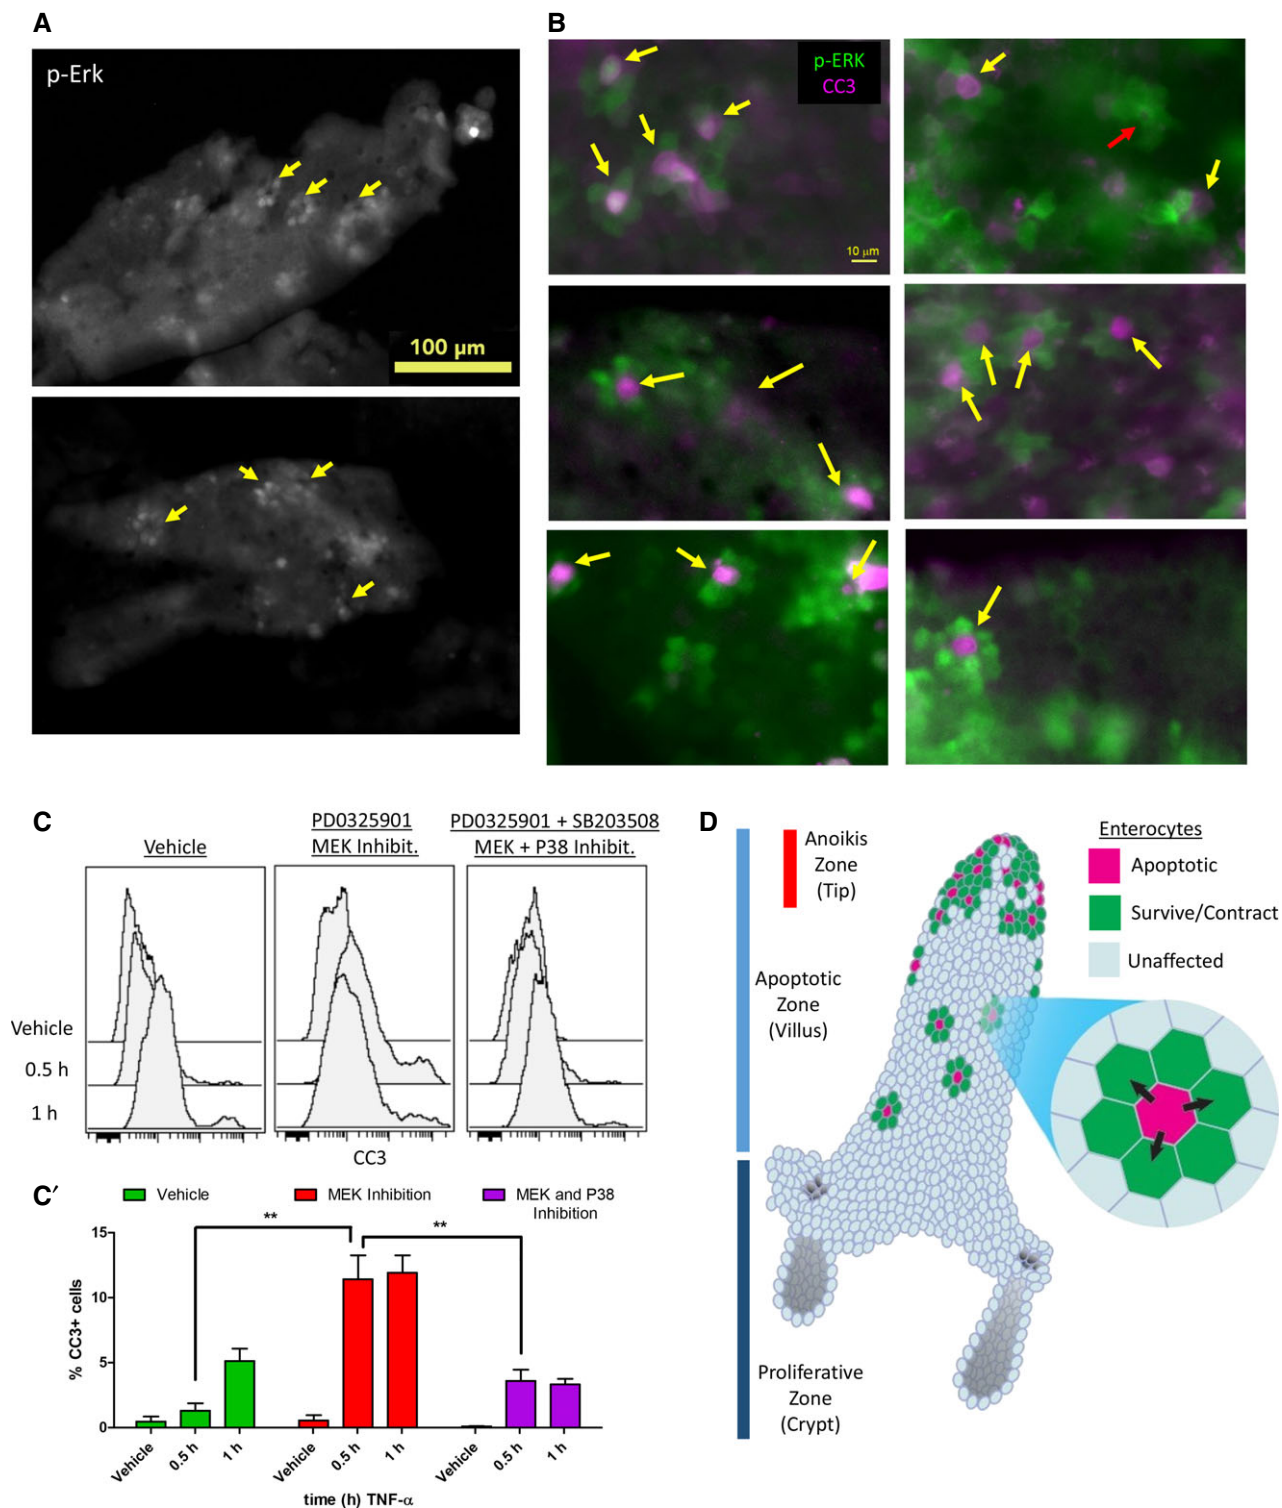 A
p-Erk
100 µm
B
p-ERK
CC3
10 µm
C
Vehicle
PD0325901
MEK Inhibit.
PD0325901 + SB203508
MEK + P38 Inhibit.
Vehicle
0.5 h
1 h
CC3
C′
Vehicle
MEK Inhibition
MEK and P38
Inhibition
**
**
15
10
5
0
% CC3+ cells
Vehicle
0.5 h
1 h
Vehicle
0.5 h
1 h
Vehicle
0.5 h
1 h
time (h) TNF-α
D
Anoikis
Zone
(Tip)
Apoptotic
Zone
(Villus)
Proliferative
Zone
(Crypt)
Enterocytes
Apoptotic
Survive/Contract
Unaffected